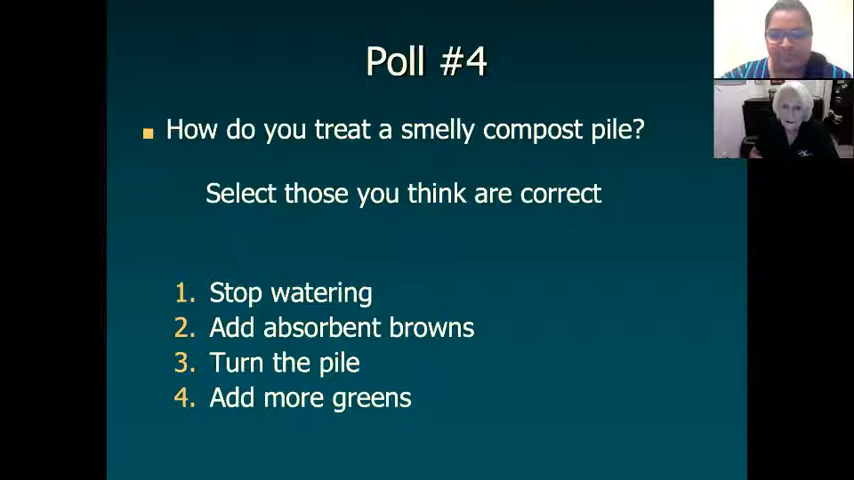 Poll #4
How do you treat a smelly compost pile?
Select those you think are correct
1. Stop watering
2. Add absorbent browns
3. Turn the pile
4. Add more greens